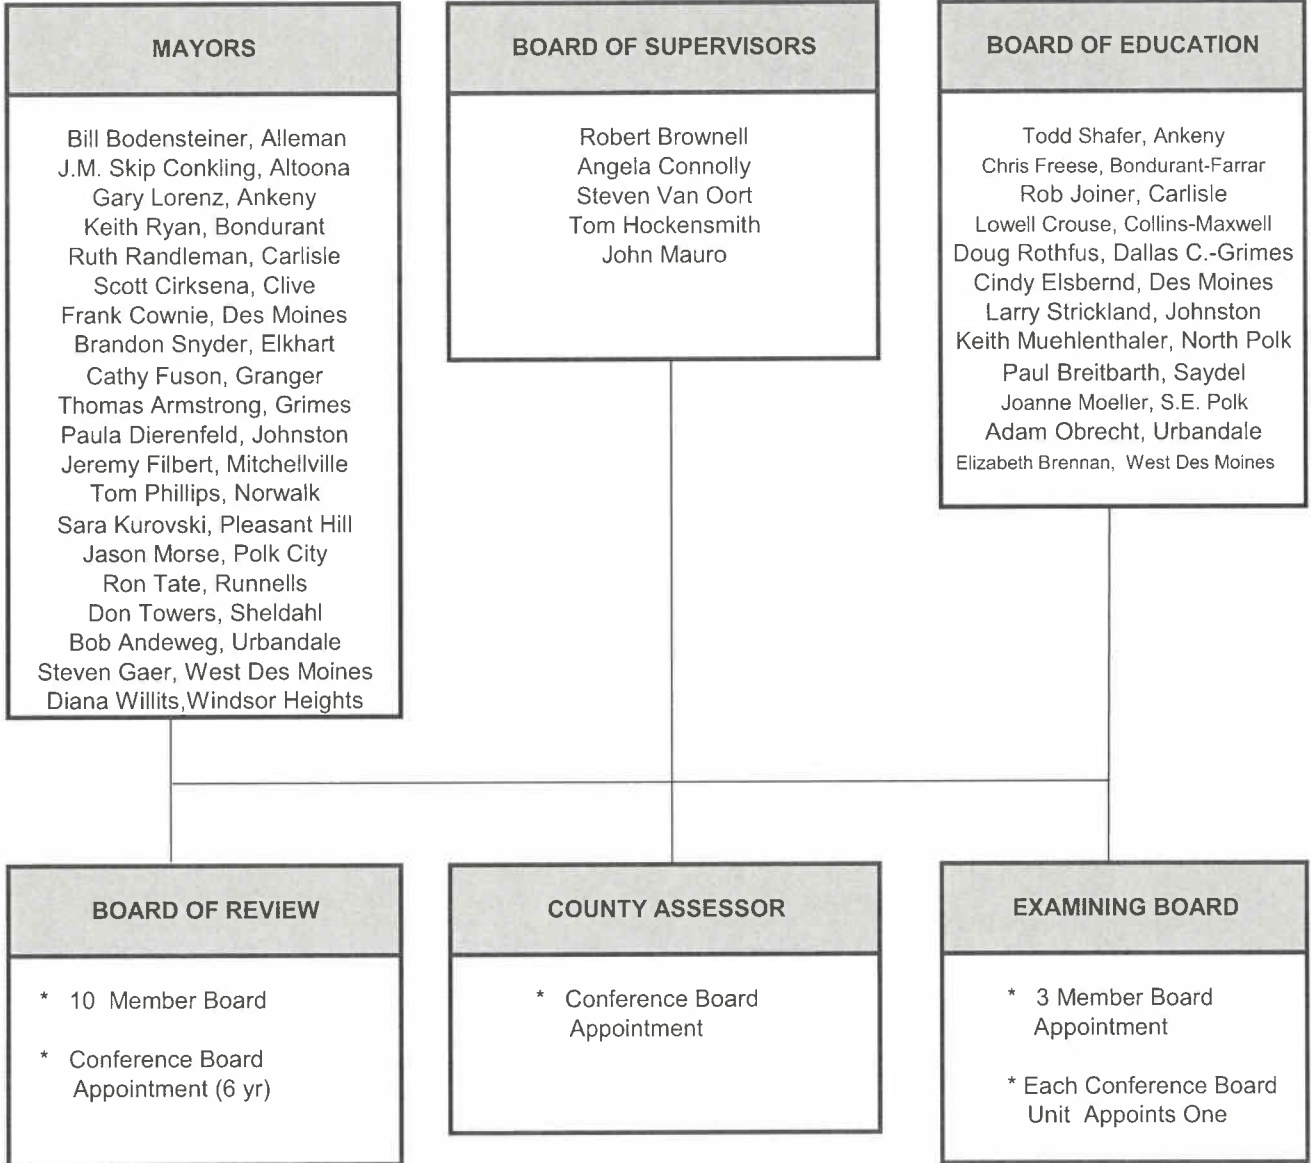 MAYORS
Bill Bodensteiner, Alleman
J.M. Skip Conkling, Altoona
Gary Lorenz, Ankeny
Keith Ryan, Bondurant
Ruth Randleman, Carlisle
Scott Cirksena, Clive
Frank Cownie, Des Moines
Brandon Snyder, Elkhart
Cathy Fuson, Granger
Thomas Armstrong, Grimes
Paula Dierenfeld, Johnston
Jeremy Filbert, Mitchellville
Tom Phillips, Norwalk
Sara Kurovski, Pleasant Hill
Jason Morse, Polk City
Ron Tate, Runnells
Don Towers, Sheldahl
Bob Andeweg, Urbandale
Steven Gaer, West Des Moines
Diana Willits,Windsor Heights
BOARD OF SUPERVISORS
Robert Brownell
Angela Connolly
Steven Van Oort
Tom Hockensmith
John Mauro
BOARD OF EDUCATION
Todd Shafer, Ankeny
Chris Freese, Bondurant-Farrar
Rob Joiner, Carlisle
Lowell Crouse, Collins-Maxwell
Doug Rothfus, Dallas C.-Grimes
Cindy Elsbernd, Des Moines
Larry Strickland, Johnston
Keith Muehlenthaler, North Polk
Paul Breitbarth, Saydel
Joanne Moeller, S.E. Polk
Adam Obrecht, Urbandale
Elizabeth Brennan, West Des Moines
BOARD OF REVIEW
* 10 Member Board
* Conference Board
Appointment (6 yr)
COUNTY ASSESSOR
* Conference Board
Appointment
EXAMINING BOARD
* 3 Member Board
Appointment
* Each Conference Board
Unit Appoints One